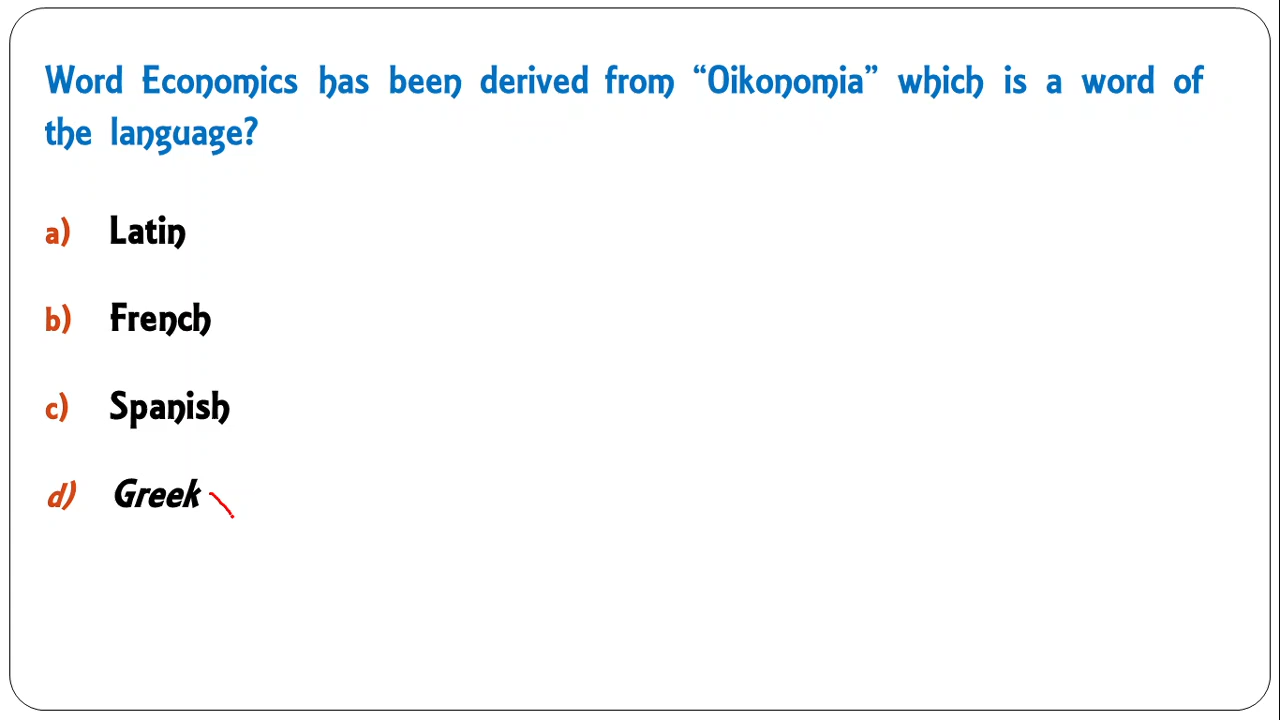 Word Economics has been derived from “Oikonomia” which is a word of
the language?
a) Latin
b) French
c) Spanish
d) Greek